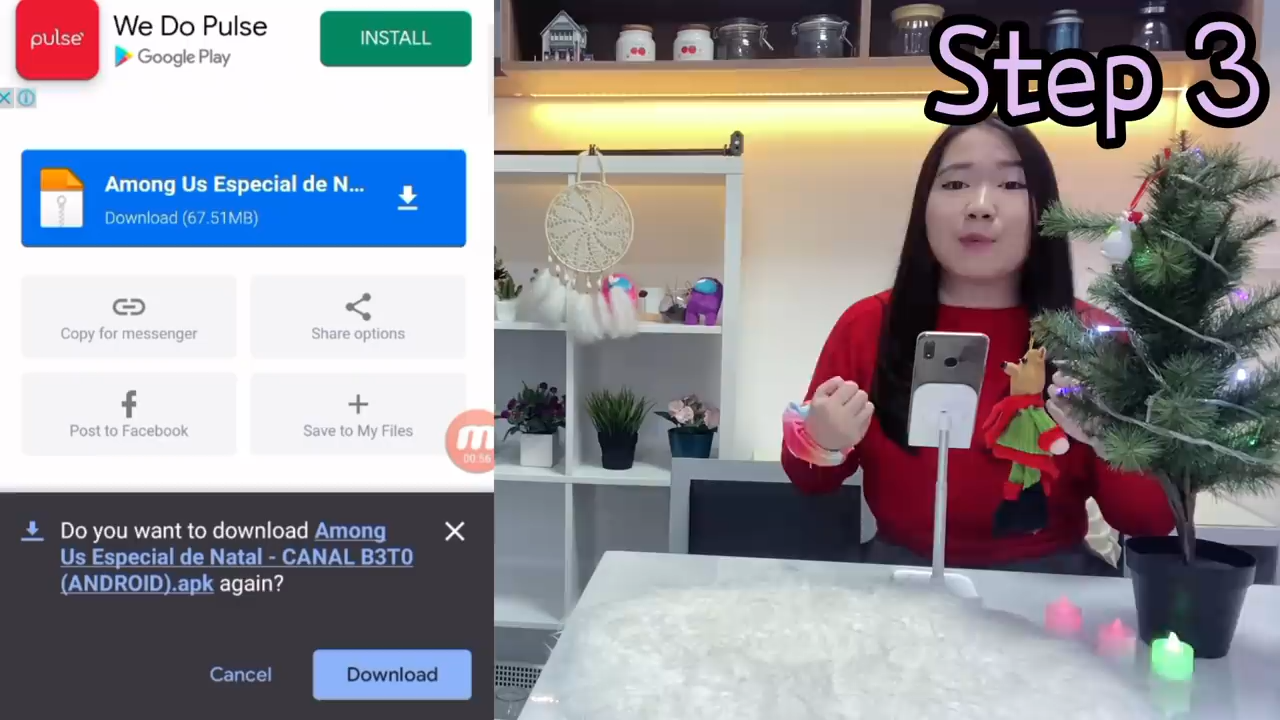 pulse
We Do Pulse
Google Play
INSTALL
Step 3
Among Us Especial de N...
Download (67.51MB)
Copy for messenger
Share options
Post to Facebook
Save to My Files
00:56
Do you want to download Among
Us Especial de Natal - CANAL B3T0
(ANDROID).apk again?
Cancel
Download